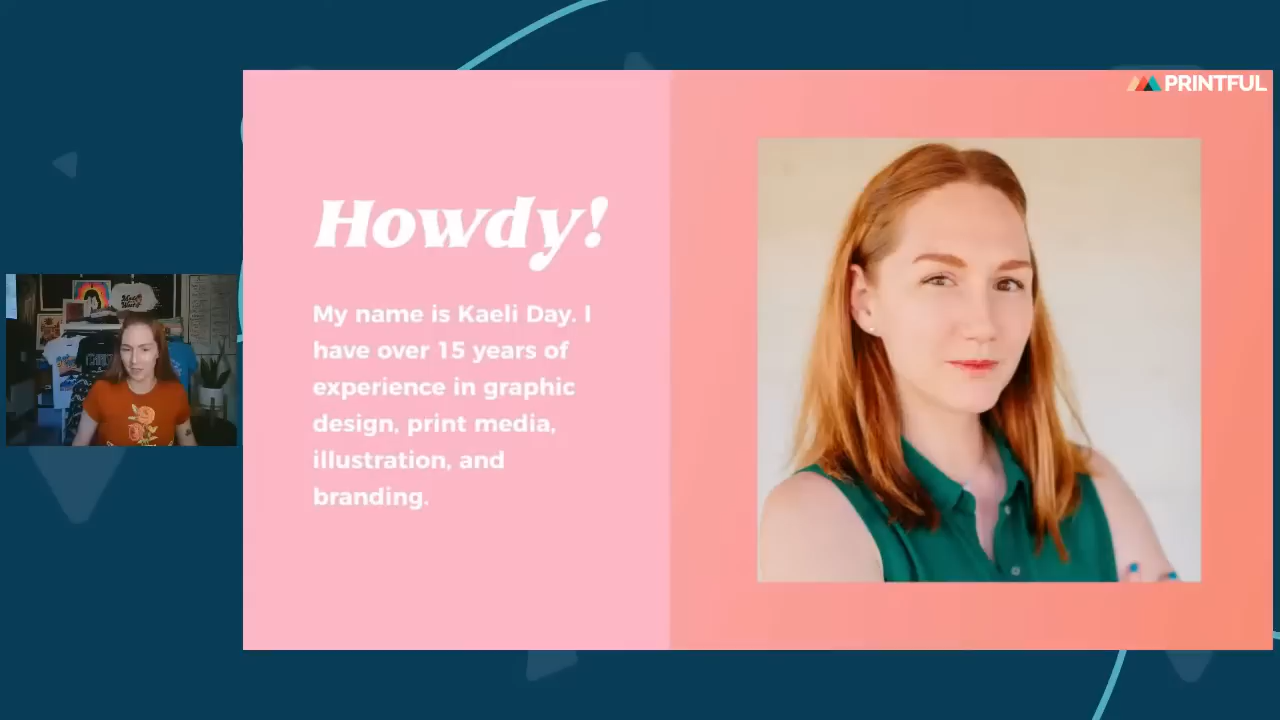 PRINTFUL
Howdy!
My name is Kaeli Day. I
have over 15 years of
experience in graphic
design, print media,
illustration, and
branding.